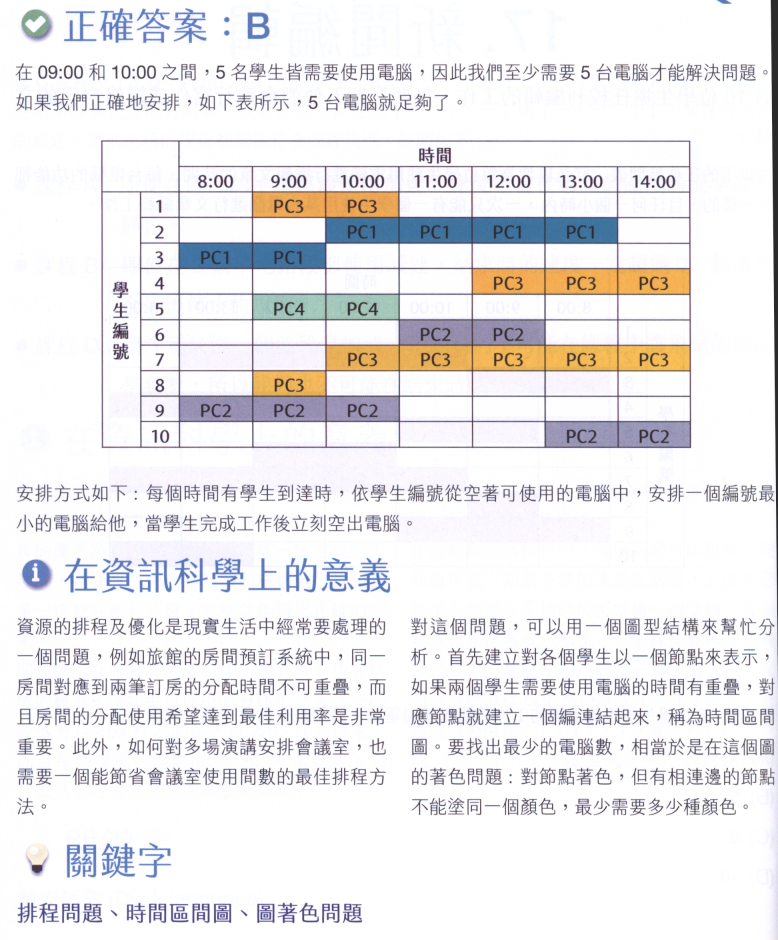 正確答案：B
在 09:00 和 10:00 之間，5 名學生皆需要使用電腦，因此我們至少需要 5 台電腦才能解決問題。
如果我們正確地安排，如下表所示，5 台電腦就足夠了。
時間
8:00 9:00 10:00 11:00 12:00 13:00 14:00
學生編號
1 PC3 PC3
2 PC1 PC1 PC1 PC1
3 PC1 PC1
4 PC3 PC3 PC3
5 PC4 PC4
6 PC2 PC2
7 PC3 PC3 PC3 PC3 PC3
8 PC3
9 PC2 PC2 PC2
10 PC2 PC2
安排方式如下：每個時間有學生到達時，依學生編號從空著可使用的電腦中，安排一個編號最
小的電腦給他，當學生完成工作後立刻空出電腦。
在資訊科學上的意義
資源的排程及優化是現實生活中經常要處理的
一個問題，例如旅館的房間預訂系統中，同一
房間對應到兩筆訂房的分配時間不可重疊，而
且房間的分配使用希望達到最佳利用率是非常
重要。此外，如何對多場演講安排會議室，也
需要一個能節省會議室使用間數的最佳排程方
法。
對這個問題，可以用一個圖型結構來幫忙分
析。首先建立對各個學生以一個節點來表示，
如果兩個學生需要使用電腦的時間有重疊，對
應節點就建立一個編連結起來，稱為時間區間
圖。要找出最少的電腦數，相當於是在這個圖
的著色問題：對節點著色，但有相連邊的節點
不能塗同一個顏色，最少需要多少種顏色。
關鍵字
排程問題、時間區間圖、圖著色問題